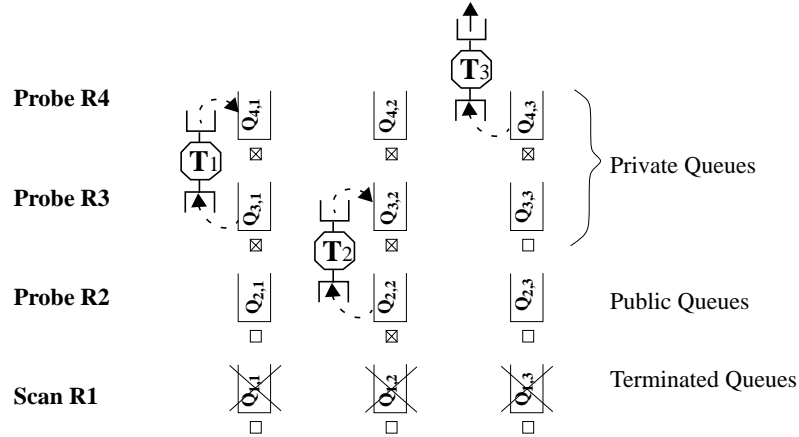 T3
Probe R4
Q4,1
Q4,2
Q4,3
T1
Private Queues
Probe R3
Q3,1
Q3,2
Q3,3
T2
Probe R2
Q2,1
Q2,2
Q2,3
Public Queues
Terminated Queues
Scan R1
Q1,1
Q1,2
Q1,3